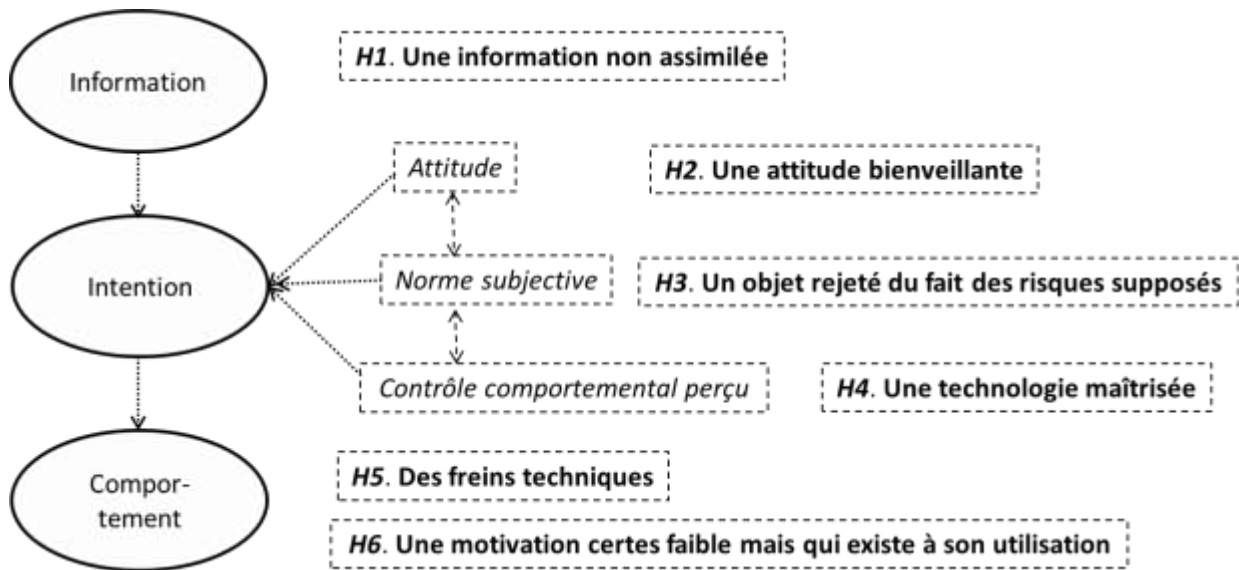 Information
H1. Une information non assimilée
Attitude
H2. Une attitude bienveillante
Intention
Norme subjective
H3. Un objet rejeté du fait des risques supposés
Contrôle comportemental perçu
H4. Une technologie maîtrisée
Compor-
tement
H5. Des freins techniques
H6. Une motivation certes faible mais qui existe à son utilisation